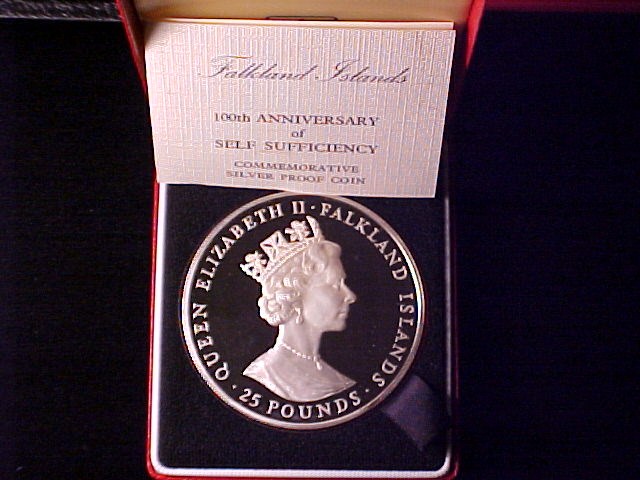 Falkland Islands
100th ANNIVERSARY
of
SELF SUFFICIENCY
COMMEMORATIVE
SILVER PROOF COIN
QUEEN ELIZABETH II · FALKLAND ISLANDS
· 25 POUNDS ·